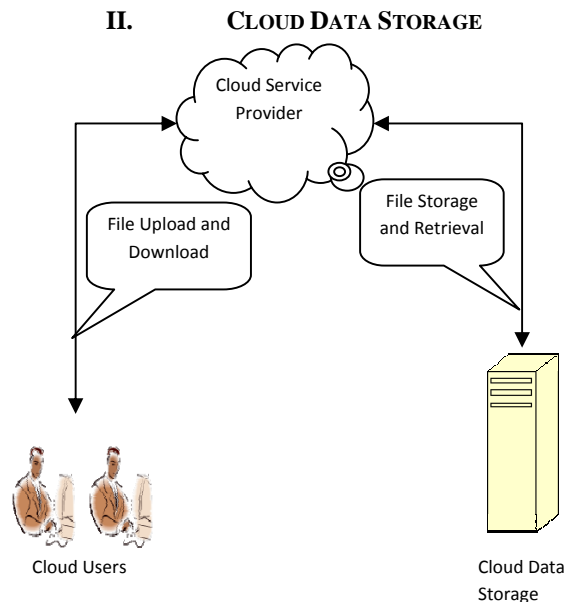 II. CLOUD DATA STORAGE
Cloud Service
Provider
File Upload and
Download
File Storage
and Retrieval
Cloud Users
Cloud Data
Storage